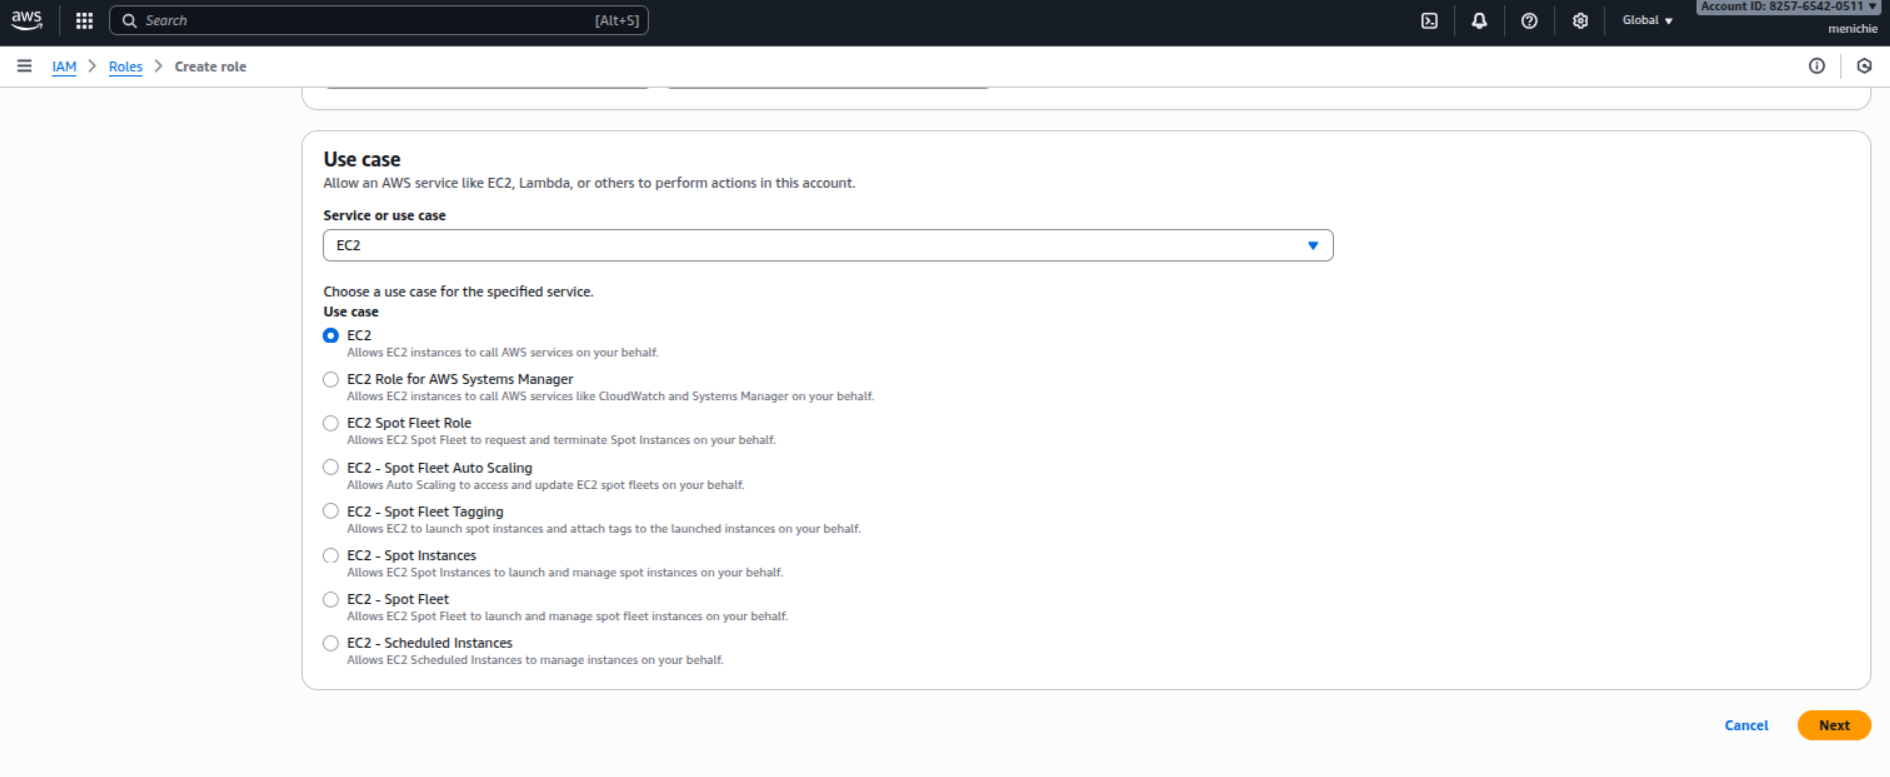 aws
Search [Alt+S]
Global
Account ID: 8257-6542-0511
menichie
IAM > Roles > Create role
Use case
Allow an AWS service like EC2, Lambda, or others to perform actions in this account.
Service or use case
EC2
Choose a use case for the specified service.
Use case
EC2
Allows EC2 instances to call AWS services on your behalf.
EC2 Role for AWS Systems Manager
Allows EC2 instances to call AWS services like CloudWatch and Systems Manager on your behalf.
EC2 Spot Fleet Role
Allows EC2 Spot Fleet to request and terminate Spot Instances on your behalf.
EC2 - Spot Fleet Auto Scaling
Allows Auto Scaling to access and update EC2 spot fleets on your behalf.
EC2 - Spot Fleet Tagging
Allows EC2 to launch spot instances and attach tags to the launched instances on your behalf.
EC2 - Spot Instances
Allows EC2 Spot Instances to launch and manage spot instances on your behalf.
EC2 - Spot Fleet
Allows EC2 Spot Fleet to launch and manage spot fleet instances on your behalf.
EC2 - Scheduled Instances
Allows EC2 Scheduled Instances to manage instances on your behalf.
Cancel
Next